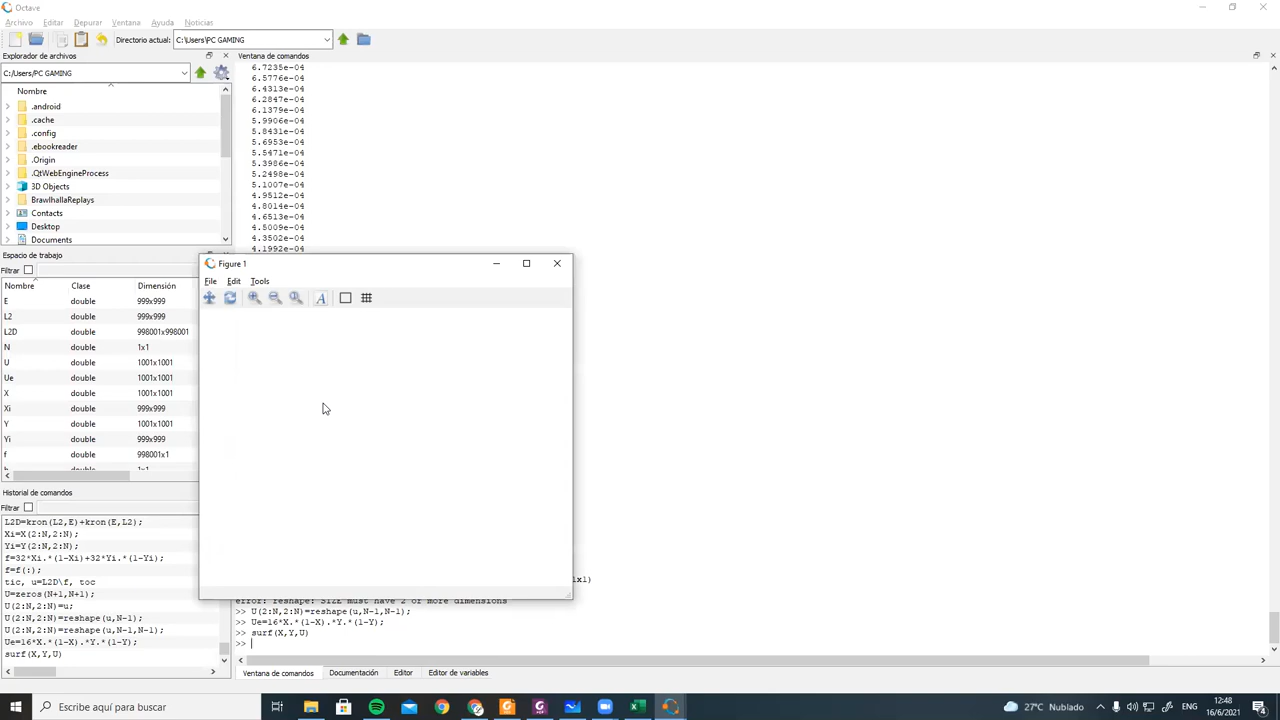 Octave
Archivo Editar Depurar Ventana Ayuda Noticias
Directorio actual: C:\Users\PC GAMING
Explorador de archivos
C:/Users/PC GAMING
Nombre
.android
.cache
.config
.ebookreader
.Origin
.QtWebEngineProcess
3D Objects
BrawlhallaReplays
Contacts
Desktop
Documents
Espacio de trabajo
Filtrar
Nombre Clase Dimensión
E double 999x999
L2 double 999x999
L2D double 998001x998001
N double 1x1
U double 1001x1001
Ue double 1001x1001
X double 1001x1001
Xi double 999x999
Y double 1001x1001
Yi double 999x999
f double 998001x1
h double 1x1
Historial de comandos
Filtrar
L2D=kron(L2,E)+kron(E,L2);
Xi=X(2:N,2:N);
Yi=Y(2:N,2:N);
f=32*Xi.*(1-Xi)+32*Yi.*(1-Yi);
f=f(:);
tic, u=L2D\f, toc
U=zeros(N+1,N+1);
U(2:N,2:N)=u;
U(2:N,2:N)=reshape(u,N-1);
U(2:N,2:N)=reshape(u,N-1,N-1);
Ue=16*X.*(1-X).*Y.*(1-Y);
surf(X,Y,U)
Ventana de comandos
6.7235e-04
6.5776e-04
6.4313e-04
6.2847e-04
6.1379e-04
5.9906e-04
5.8431e-04
5.6953e-04
5.5471e-04
5.3986e-04
5.2498e-04
5.1007e-04
4.9512e-04
4.8014e-04
4.6513e-04
4.5009e-04
4.3502e-04
4.1992e-04
Figure 1
File Edit Tools
A
1x1)
error: reshape: SIZE must have 2 or more dimensions
>> U(2:N,2:N)=reshape(u,N-1,N-1);
>> Ue=16*X.*(1-X).*Y.*(1-Y);
>> surf(X,Y,U)
>>
Ventana de comandos Documentación Editor Editor de variables
Escribe aquí para buscar
27°C Nublado
ENG
12:48
16/6/2021
4